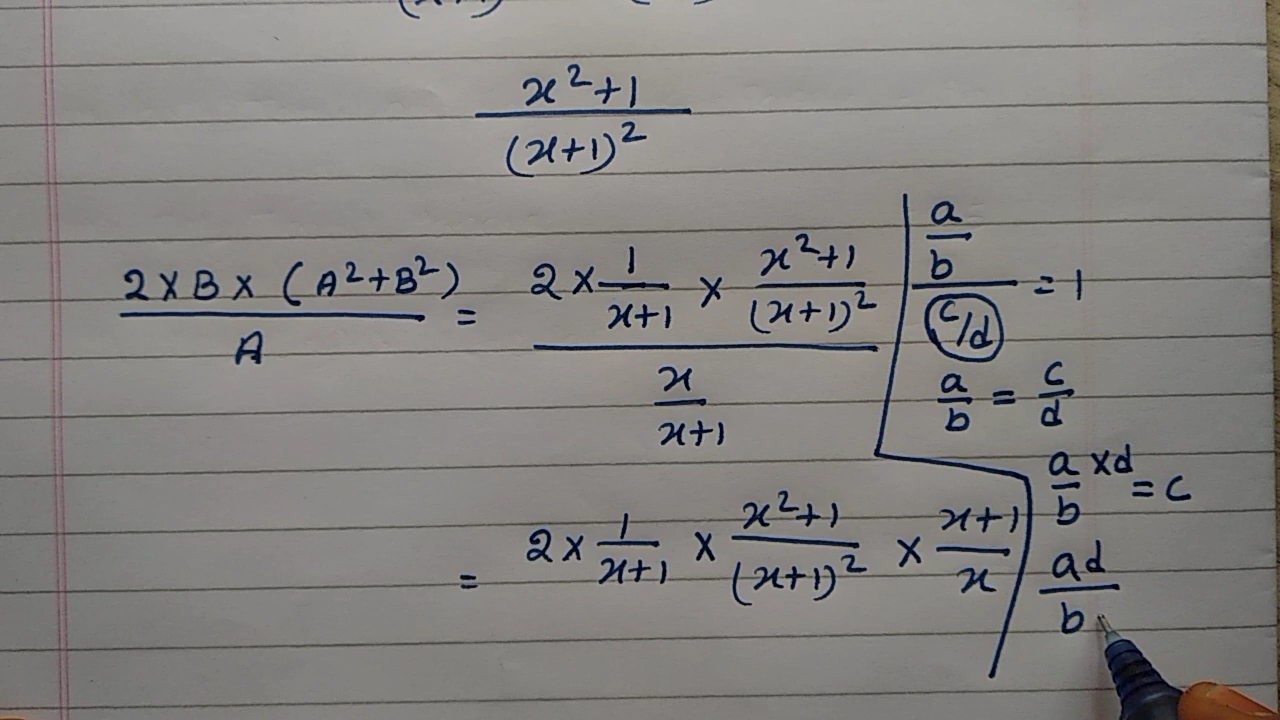 x²+1
(x+1)²
2×B×(A²+B²)/A = (2×1/(x+1)×(x²+1)/(x+1)²)/(x/(x+1))
= 2×1/(x+1)×(x²+1)/(x+1)²×(x+1)/x
(a/b)/(c/d) = 1
a/b = c/d
a/b ×d = c
ad/b